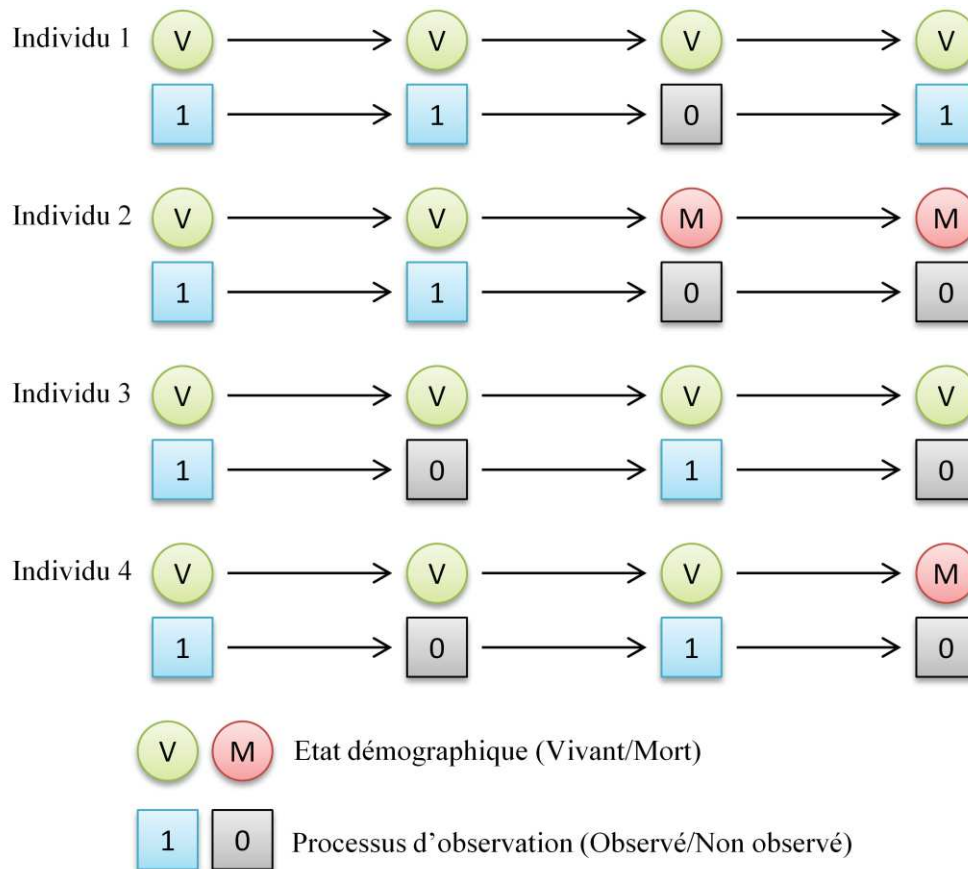 Individu 1 V V V V
1 1 0 1
Individu 2 V V M M
1 1 0 0
Individu 3 V V V V
1 0 1 0
Individu 4 V V V M
1 0 1 0
V M Etat démographique (Vivant/Mort)
1 0 Processus d’observation (Observé/Non observé)